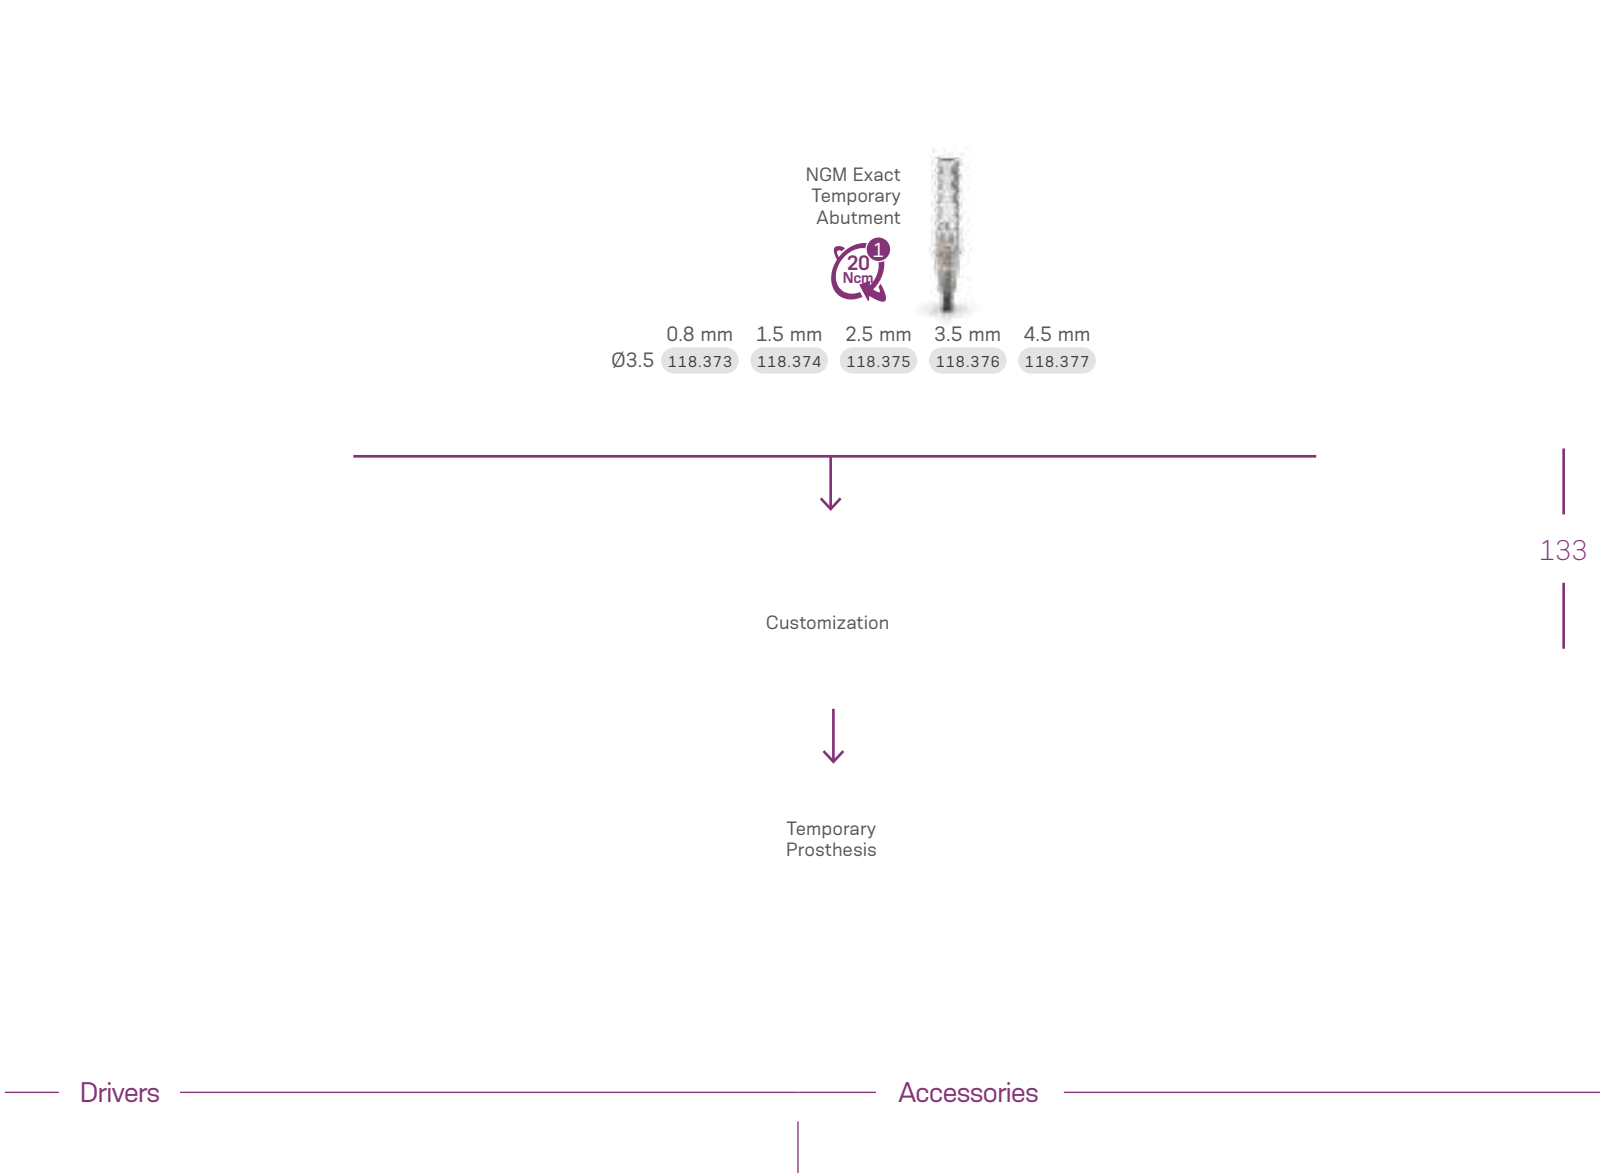 NGM Exact
Temporary
Abutment
1
20
Ncm
0.8 mm 1.5 mm 2.5 mm 3.5 mm 4.5 mm
Ø3.5 118.373 118.374 118.375 118.376 118.377
133
Customization
Temporary
Prosthesis
Drivers Accessories